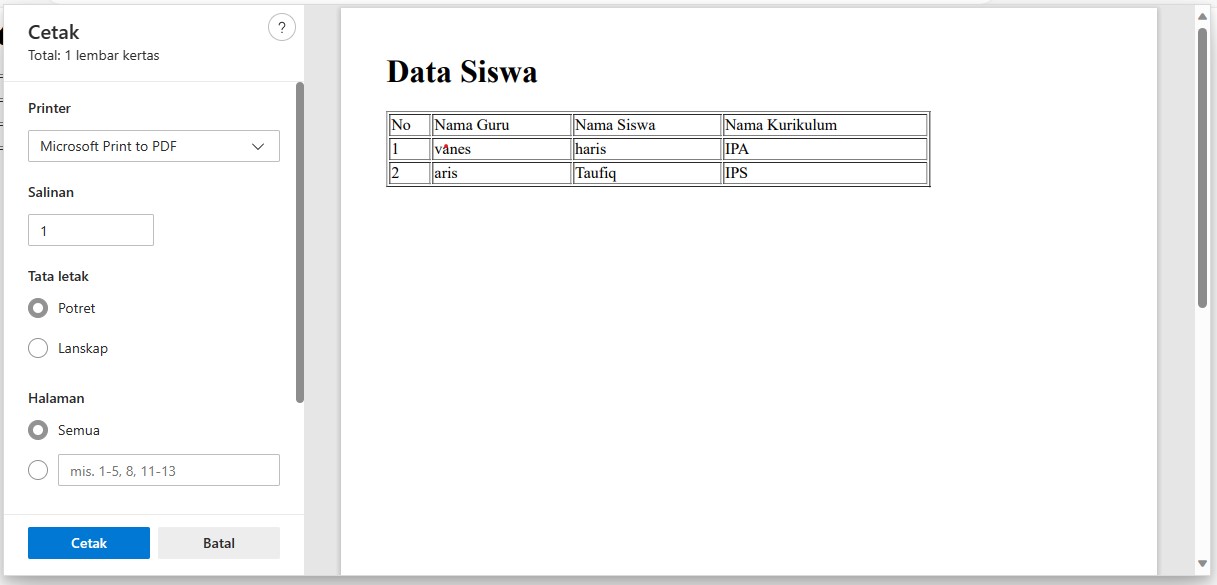 Cetak
?
Total: 1 lembar kertas
Printer
Microsoft Print to PDF
Salinan
1
Tata letak
Potret
Lanskap
Halaman
Semua
mis. 1-5, 8, 11-13
Cetak Batal
Data Siswa
No Nama Guru Nama Siswa Nama Kurikulum
1 vanes haris IPA
2 aris Taufiq IPS